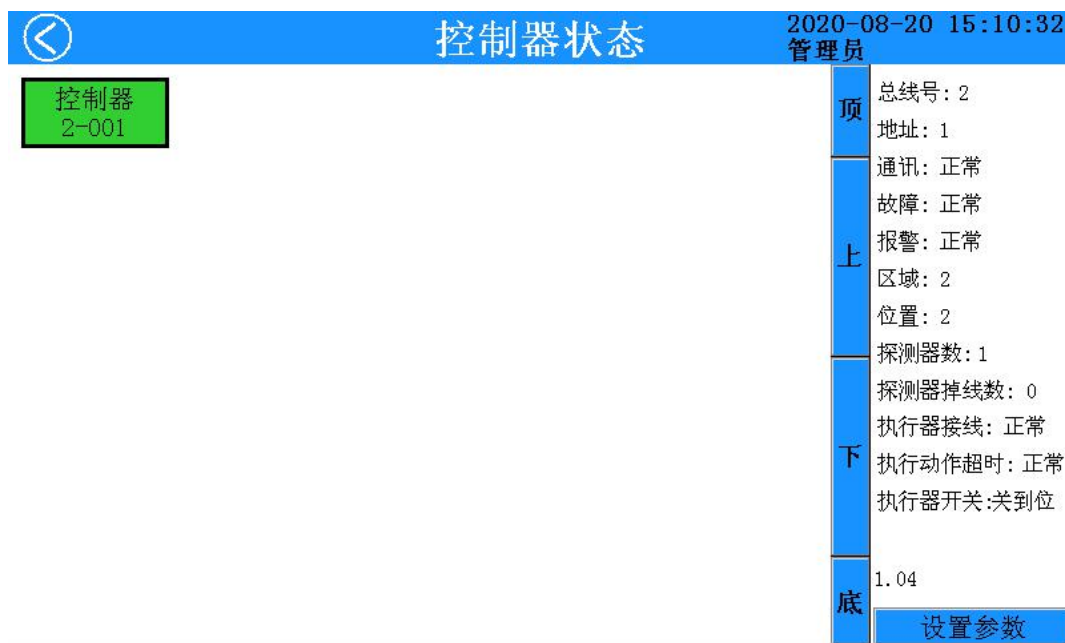 控制器状态
2020-08-20 15:10:32
管理员
控制器
2-001
顶
上
下
底
总线号: 2
地址: 1
通讯: 正常
故障: 正常
报警: 正常
区域: 2
位置: 2
探测器数: 1
探测器掉线数: 0
执行器接线: 正常
执行动作超时: 正常
执行器开关:关到位
1.04
设置参数